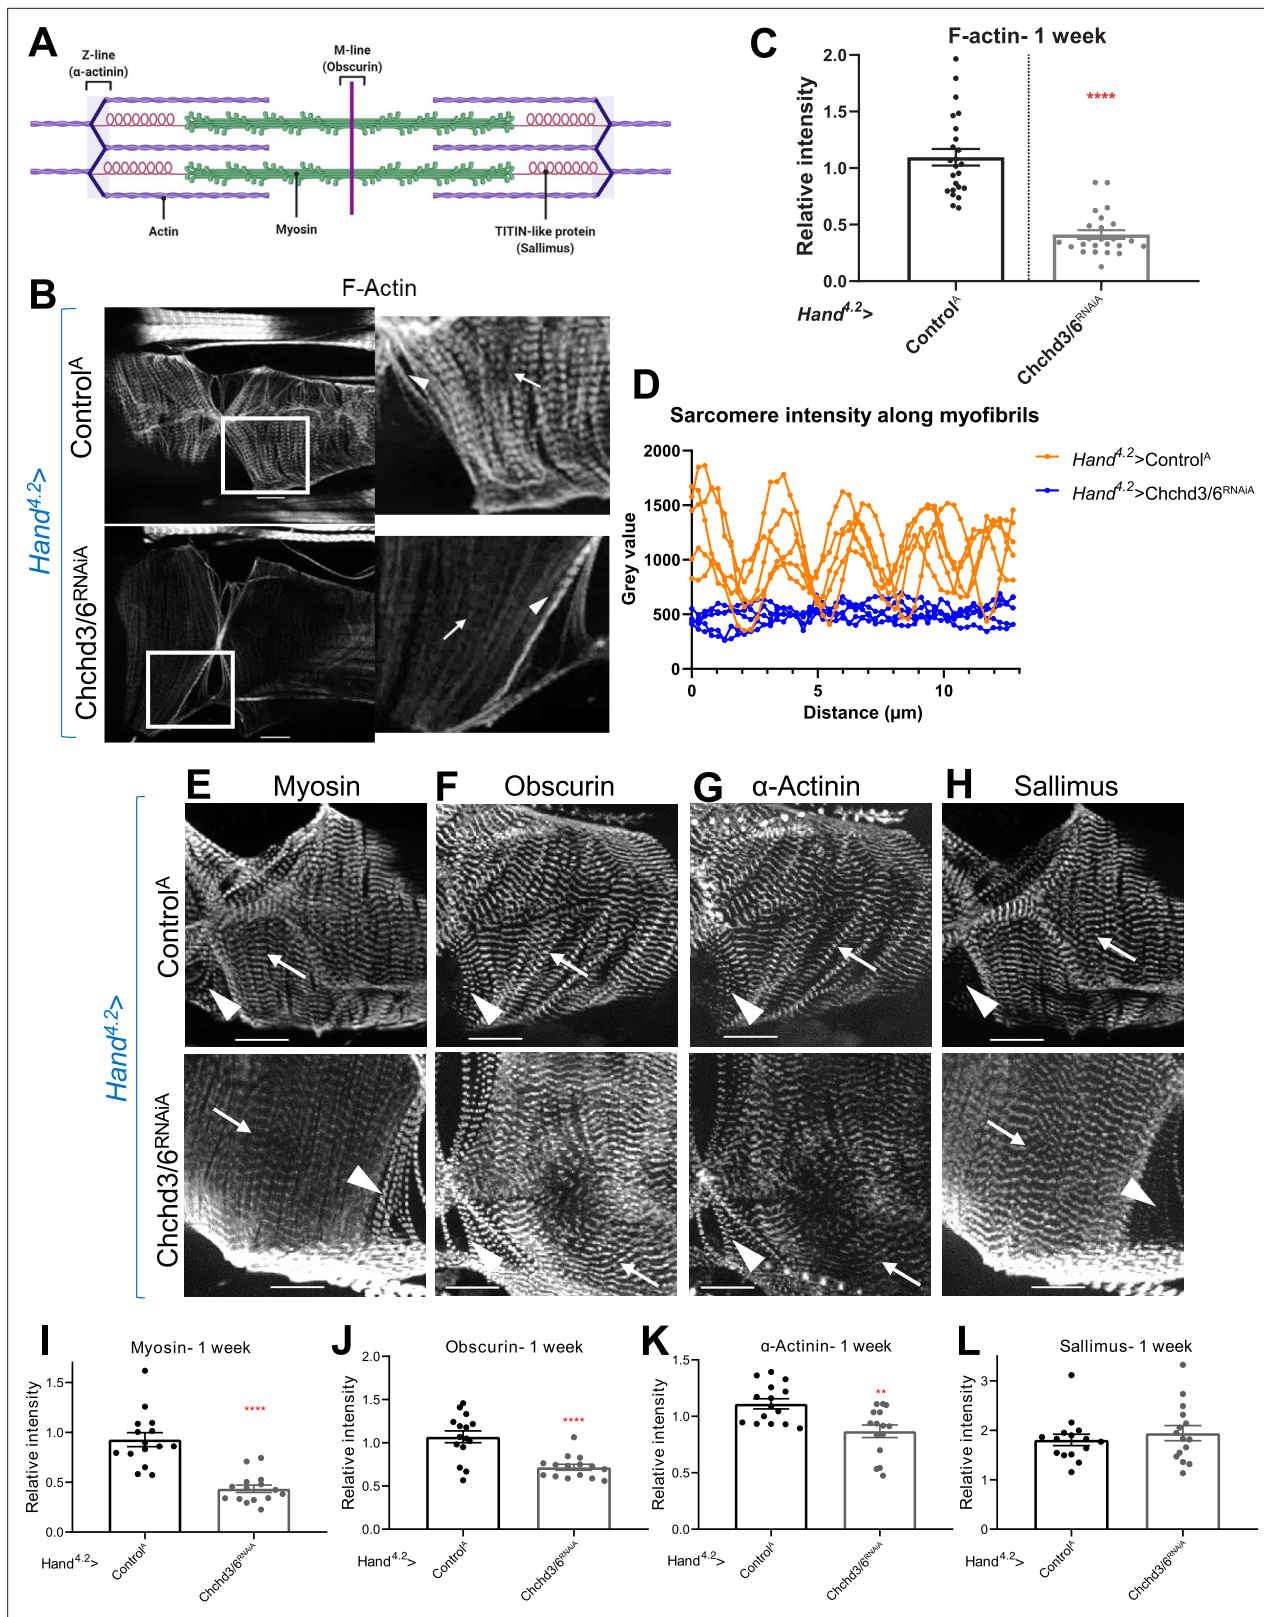 A
Z-line
(α-actinin)
M-line
(Obscurin)
Actin
Myosin
TITIN-like protein
(Sallimus)
C
F-actin- 1 week
Relative intensity
2.0
1.5
1.0
0.5
0.0
****
Hand4.2>
ControlA
Chchd3/6RNAiA
B
F-Actin
Hand4.2>
ControlA
Chchd3/6RNAiA
D
Sarcomere intensity along myofibrils
Grey value
2000
1500
1000
500
0
0 5 10
Distance (µm)
Hand4.2>ControlA
Hand4.2>Chchd3/6RNAiA
E Myosin
F Obscurin
G α-Actinin
H Sallimus
Hand4.2>
ControlA
Chchd3/6RNAiA
I
Myosin- 1 week
Relative intensity
1.5
1.0
0.5
0.0
****
Hand4.2>
ControlA
Chchd3/6RNAiA
J
Obscurin- 1 week
Relative intensity
2.0
1.5
1.0
0.5
0.0
****
Hand4.2>
ControlA
Chchd3/6RNAiA
K
α-Actinin- 1 week
Relative intensity
1.5
1.0
0.5
0.0
**
Hand4.2>
ControlA
Chchd3/6RNAiA
L
Sallimus- 1 week
Relative intensity
3
2
1
0
Hand4.2>
ControlA
Chchd3/6RNAiA